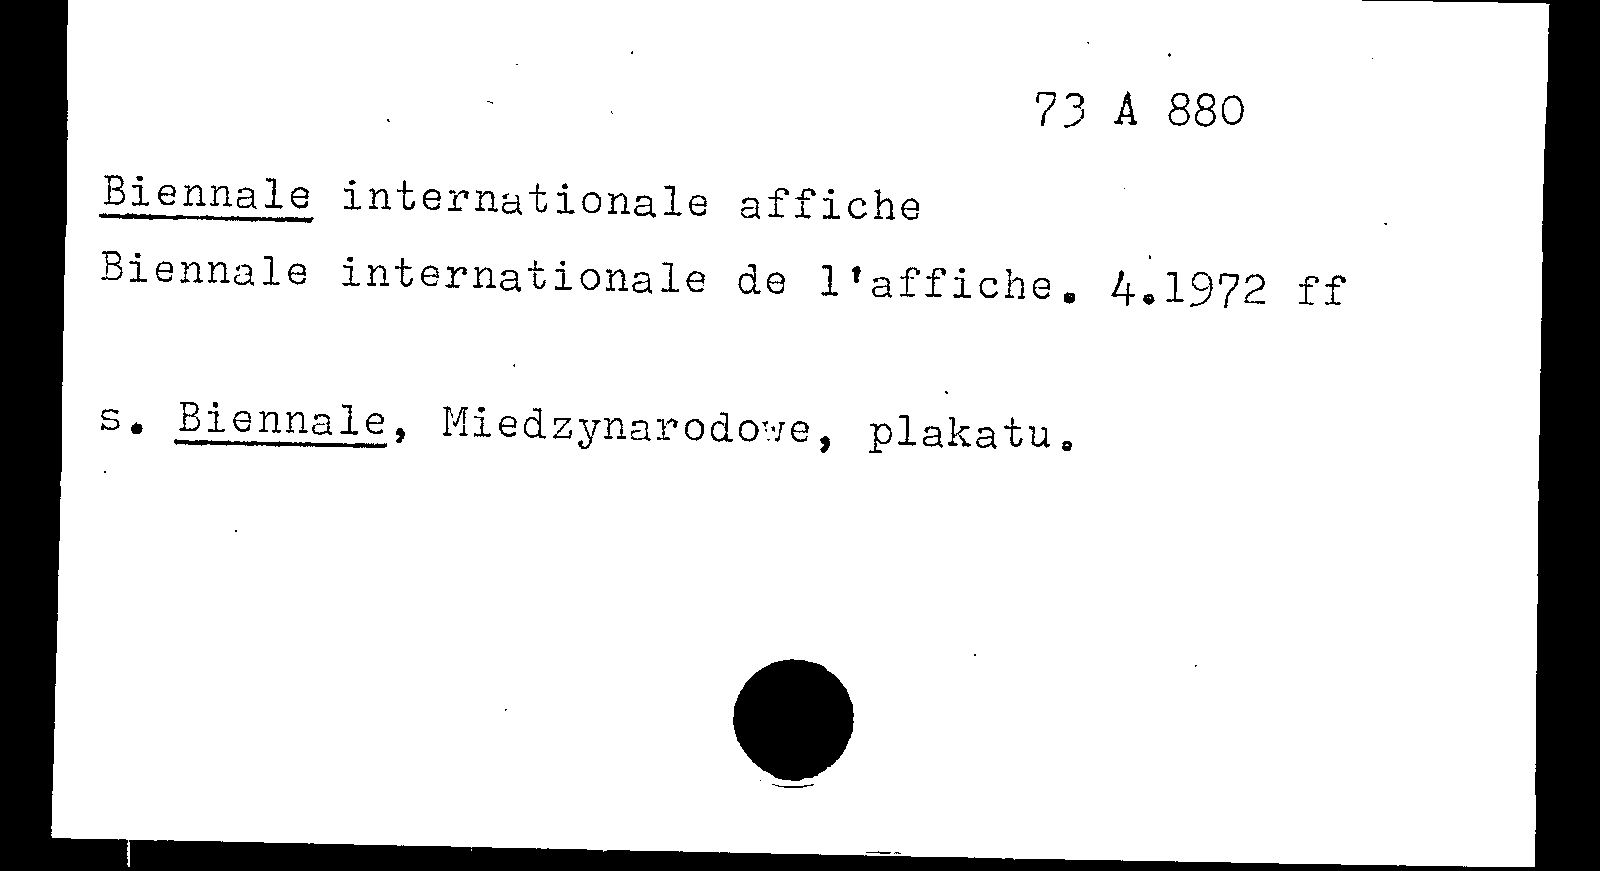 73 A 880
Biennale internationale affiche
Biennale internationale de l'affiche. 4.1972 ff
s. Biennale, Miedzynarodowe, plakatu.